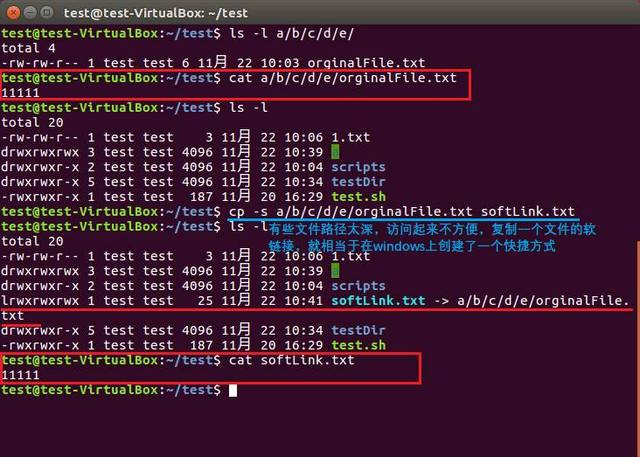 test@test-VirtualBox: ~/test
test@test-VirtualBox:~/test$ ls -l a/b/c/d/e/
total 4
-rw-rw-r-- 1 test test 6 11月 22 10:03 orginalFile.txt
test@test-VirtualBox:~/test$ cat a/b/c/d/e/orginalFile.txt
11111
test@test-VirtualBox:~/test$ ls -l
total 20
-rw-rw-r-- 1 test test    3 11月 22 10:06 1.txt
drwxrwxrwx 3 test test 4096 11月 22 10:39 a
drwxrwxr-x 2 test test 4096 11月 22 10:04 scripts
drwxrwxr-x 5 test test 4096 11月 22 10:34 testDir
-rwxrwxr-x 1 test test  187 11月 20 16:29 test.sh
test@test-VirtualBox:~/test$ cp -s a/b/c/d/e/orginalFile.txt softLink.txt
test@test-VirtualBox:~/test$ ls -l
有些文件路径太深，访问起来不方便，复制一个文件的软
链接，就相当于在windows上创建了一个快捷方式
total 20
-rw-rw-r-- 1 test test    3 11月 22 10:06 1.txt
drwxrwxrwx 3 test test 4096 11月 22 10:39 a
drwxrwxr-x 2 test test 4096 11月 22 10:04 scripts
lrwxrwxrwx 1 test test   25 11月 22 10:41 softLink.txt -> a/b/c/d/e/orginalFile.
txt
drwxrwxr-x 5 test test 4096 11月 22 10:34 testDir
-rwxrwxr-x 1 test test  187 11月 20 16:29 test.sh
test@test-VirtualBox:~/test$ cat softLink.txt
11111
test@test-VirtualBox:~/test$